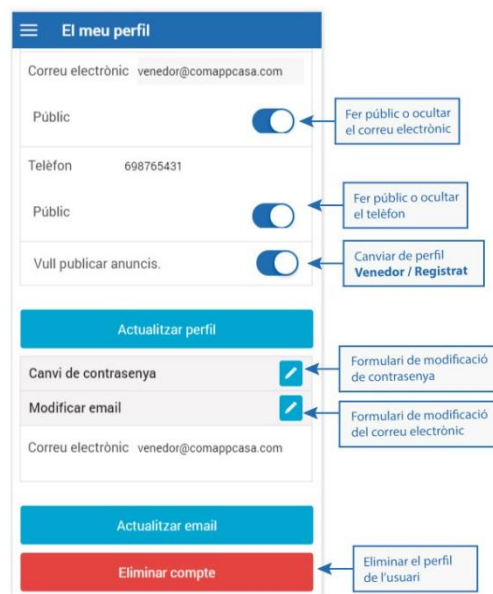 El meu perfil
Correu electrònic venedor@comappcasa.com
Públic
Fer públic o ocultar
el correu electrònic
Telèfon 698765431
Públic
Fer públic o ocultar
el telèfon
Vull publicar anuncis.
Canviar de perfil
Venedor / Registrat
Actualitzar perfil
Canvi de contrasenya
Formulari de modificació
de contrasenya
Modificar email
Formulari de modificació
del correu electrònic
Correu electrònic venedor@comappcasa.com
Actualitzar email
Eliminar compte
Eliminar el perfil
de l'usuari